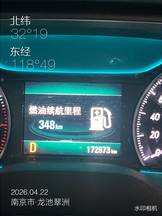 北纬
32°19
东经
118°49
燃油续航里程
348km
D
172973km
2026.04.22
南京市·龙池翠洲
水印相机